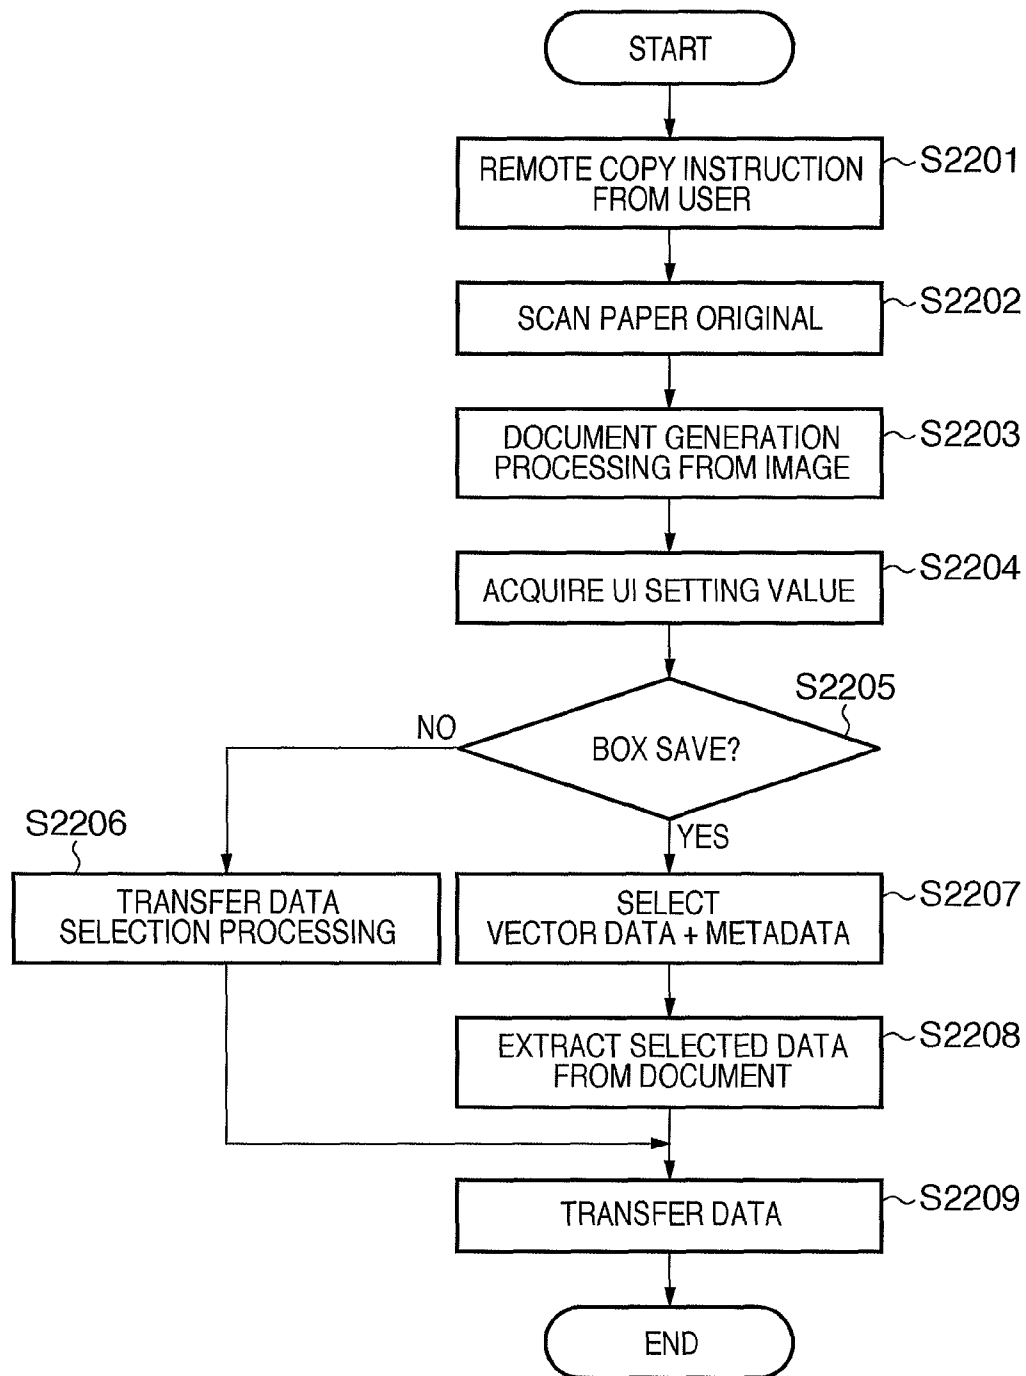 START
REMOTE COPY INSTRUCTION
FROM USER
S2201
SCAN PAPER ORIGINAL
S2202
DOCUMENT GENERATION
PROCESSING FROM IMAGE
S2203
ACQUIRE UI SETTING VALUE
S2204
BOX SAVE?
S2205
NO
YES
S2206
TRANSFER DATA
SELECTION PROCESSING
SELECT
VECTOR DATA + METADATA
S2207
EXTRACT SELECTED DATA
FROM DOCUMENT
S2208
TRANSFER DATA
S2209
END